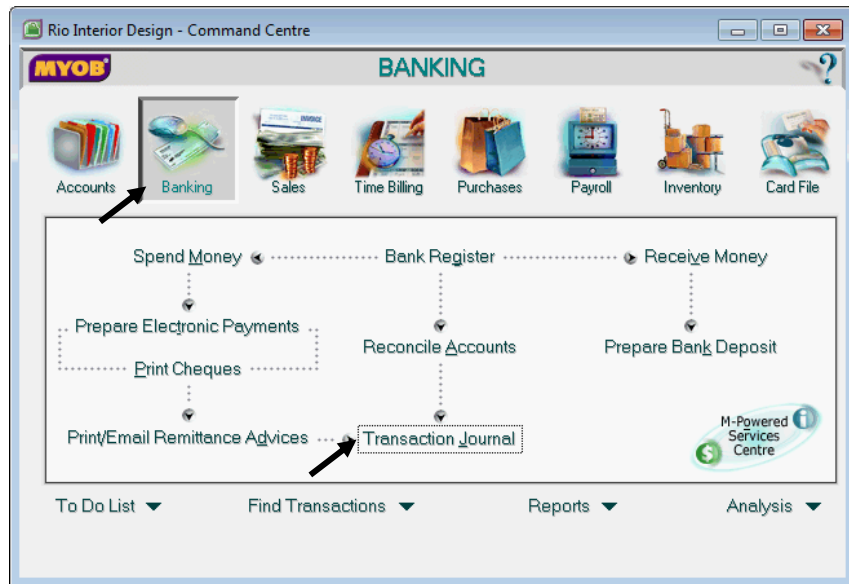 Rio Interior Design - Command Centre
MYOB
BANKING
Accounts Banking Sales Time Billing Purchases Payroll Inventory Card File
INVOICE
Spend Money Bank Register Receive Money
Prepare Electronic Payments
Reconcile Accounts Prepare Bank Deposit
Print Cheques
Print/Email Remittance Advices Transaction Journal
M-Powered
Services
Centre
To Do List Find Transactions Reports Analysis